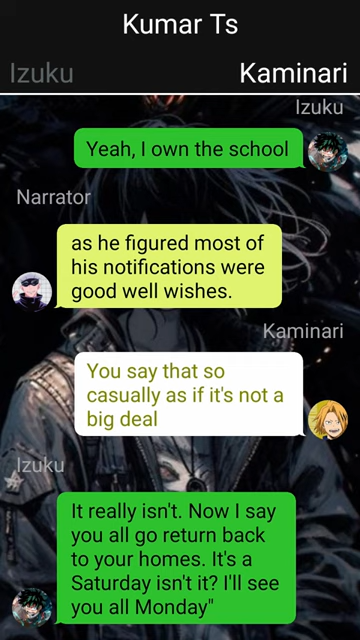 Kumar Ts
Izuku
Kaminari
Izuku
Yeah, I own the school
Narrator
as he figured most of
his notifications were
good well wishes.
Kaminari
You say that so
casually as if it's not a
big deal
Izuku
It really isn't. Now I say
you all go return back
to your homes. It's a
Saturday isn't it? I'll see
you all Monday"